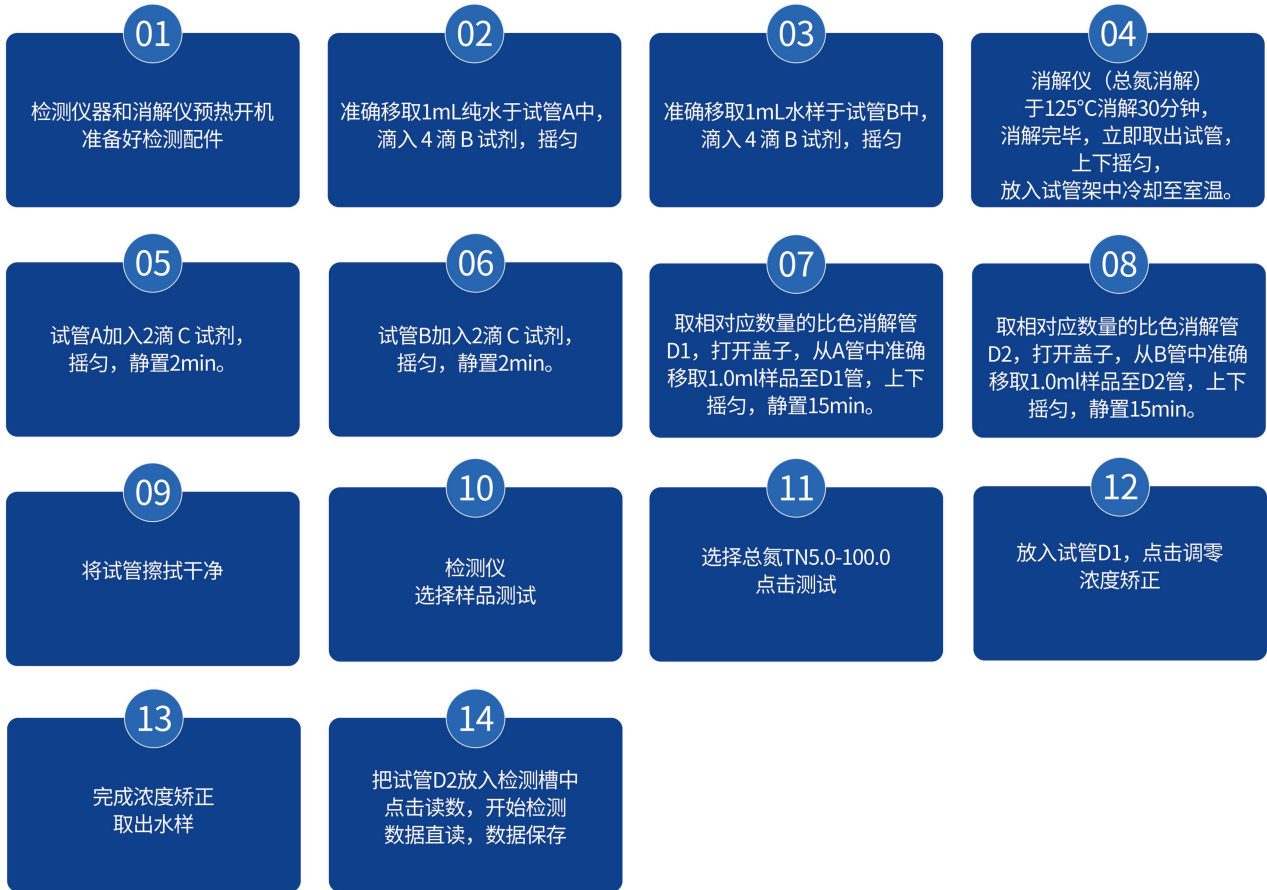 01
检测仪器和消解仪预热开机
准备好检测配件
02
准确移取1mL纯水于试管A中，
滴入 4 滴 B 试剂，摇匀
03
准确移取1mL水样于试管B中，
滴入 4 滴 B 试剂，摇匀
04
消解仪（总氮消解）
于125℃消解30分钟，
消解完毕，立即取出试管，
上下摇匀，
放入试管架中冷却至室温。
05
试管A加入2滴 C 试剂，
摇匀，静置2min。
06
试管B加入2滴 C 试剂，
摇匀，静置2min。
07
取相对应数量的比色消解管
D1，打开盖子，从A管中准确
移取1.0ml样品至D1管，上下
摇匀，静置15min。
08
取相对应数量的比色消解管
D2，打开盖子，从B管中准确
移取1.0ml样品至D2管，上下
摇匀，静置15min。
09
将试管擦拭干净
10
检测仪
选择样品测试
11
选择总氮TN5.0-100.0
点击测试
12
放入试管D1，点击调零
浓度矫正
13
完成浓度矫正
取出水样
14
把试管D2放入检测槽中
点击读数，开始检测
数据直读，数据保存